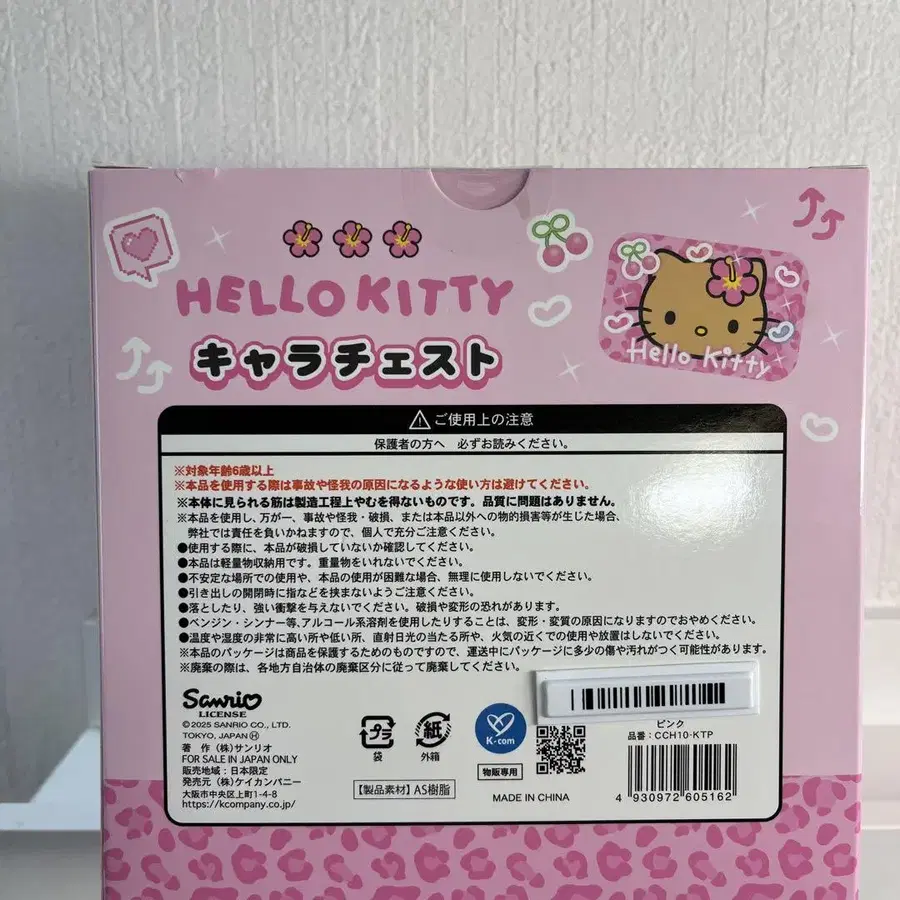 HELLO KITTY
キャラチェスト
Hello Kitty
ご使用上の注意
保護者の方へ 必ずお読みください。
※対象年齢6歳以上
※本品を使用する際は事故や怪我の原因になるような使い方は避けてください。
※本体に見られる筋は製造工程上やむを得ないものです。品質に問題はありません。
※本品を使用し、万が一、事故や怪我・破損、または本品以外への物的損害等が生じた場合、
弊社では責任を負いかねますので、個人で充分ご注意ください。
●使用する際に、本品が破損していないか確認してください。
●本品は軽量物収納用です。重量物をいれないでください。
●不安定な場所での使用や、本品の使用が困難な場合、無理に使用しないでください。
●引き出しの開閉時に指などを挟まないようご注意ください。
●落としたり、強い衝撃を与えないでください。破損や変形の恐れがあります。
●ベンジン・シンナー等、アルコール系溶剤を使用したりすることは、変形・変質の原因になりますのでおやめください。
●温度や湿度の非常に高い所や低い所、直射日光の当たる所や、火気の近くでの使用や放置はしないでください。
※本品のパッケージは商品を保護するためのものですので、運送中にパッケージに多少の傷や汚れがつく可能性があります。
※廃棄の際は、各地方自治体の廃棄区分に従って廃棄してください。
Sanrio
LICENSE
©2025 SANRIO CO., LTD.
TOKYO, JAPAN Ⓗ
著 作 (株)サンリオ
FOR SALE IN JAPAN ONLY
販売地域:日本限定
発売元 (株)ケイカンパニー
大阪市中央区上町1-4-8
https://kcompany.co.jp/
プラ
袋
紙
外箱
【製品素材】AS樹脂
K-com
物販専用
MADE IN CHINA
ピンク
品番:CCH10-KTP
4 930972 605162